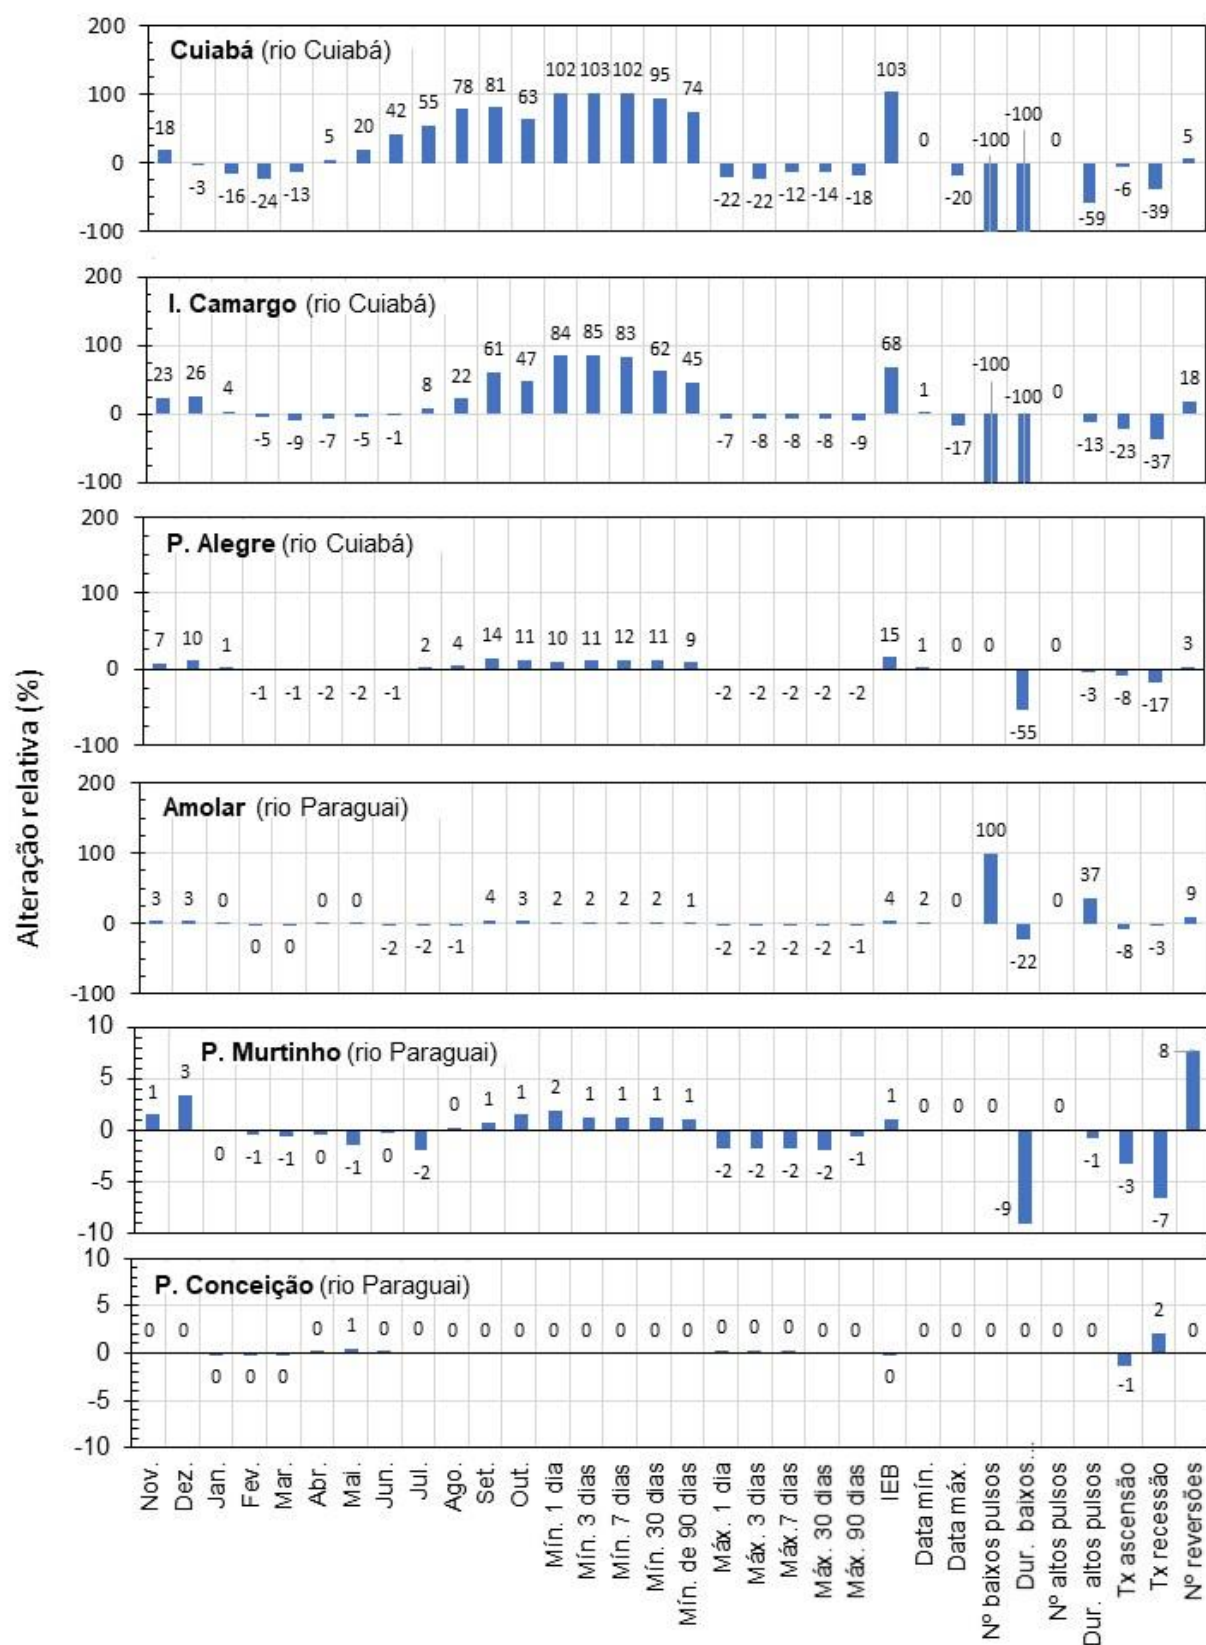 Alteração relativa (%)
200
100
0
-100
Cuiabá (rio Cuiabá)
18 -3 -16 -24 -13 5 20 42 55 78 81 63 102 103 102 95 74 -22 -22 -12 -14 -18 103 0 -20 -100 -100 0 -59 -6 -39 5
200
100
0
-100
I. Camargo (rio Cuiabá)
23 26 4 -5 -9 -7 -5 -1 8 22 61 47 84 85 83 62 45 -7 -8 -8 -8 -9 68 1 -17 -100 -100 0 -13 -23 -37 18
200
100
0
-100
P. Alegre (rio Cuiabá)
7 10 1 -1 -1 -2 -2 -1 2 4 14 11 10 11 12 11 9 -2 -2 -2 -2 -2 15 1 0 0 -55 0 -3 -8 -17 3
200
100
0
-100
Amolar (rio Paraguai)
3 3 0 0 0 0 0 -2 -2 -1 4 3 2 2 2 2 1 -2 -2 -2 -2 -1 4 2 0 100 -22 0 37 -8 -3 9
10
5
0
-5
-10
P. Murtinho (rio Paraguai)
1 3 0 -1 -1 0 -1 0 -2 0 1 1 2 1 1 1 1 -2 -2 -2 -2 -1 1 0 0 0 -9 0 -1 -3 -7 8
10
5
0
-5
-10
P. Conceição (rio Paraguai)
0 0 0 0 0 0 1 0 0 0 0 0 0 0 0 0 0 0 0 0 0 0 0 0 0 0 0 0 0 -1 2 0
Nov.
Dez.
Jan.
Fev.
Mar.
Abr.
Mai.
Jun.
Jul.
Ago.
Set.
Out.
Mín. 1 dia
Mín. 3 dias
Mín. 7 dias
Mín. 30 dias
Mín. de 90 dias
Máx. 1 dia
Máx. 3 dias
Máx.7 dias
Máx. 30 dias
Máx. 90 dias
IEB
Data mín.
Data máx.
Nº baixos pulsos
Dur. baixos...
Nº altos pulsos
Dur. altos pulsos
Tx ascensão
Tx recessão
Nº reversões